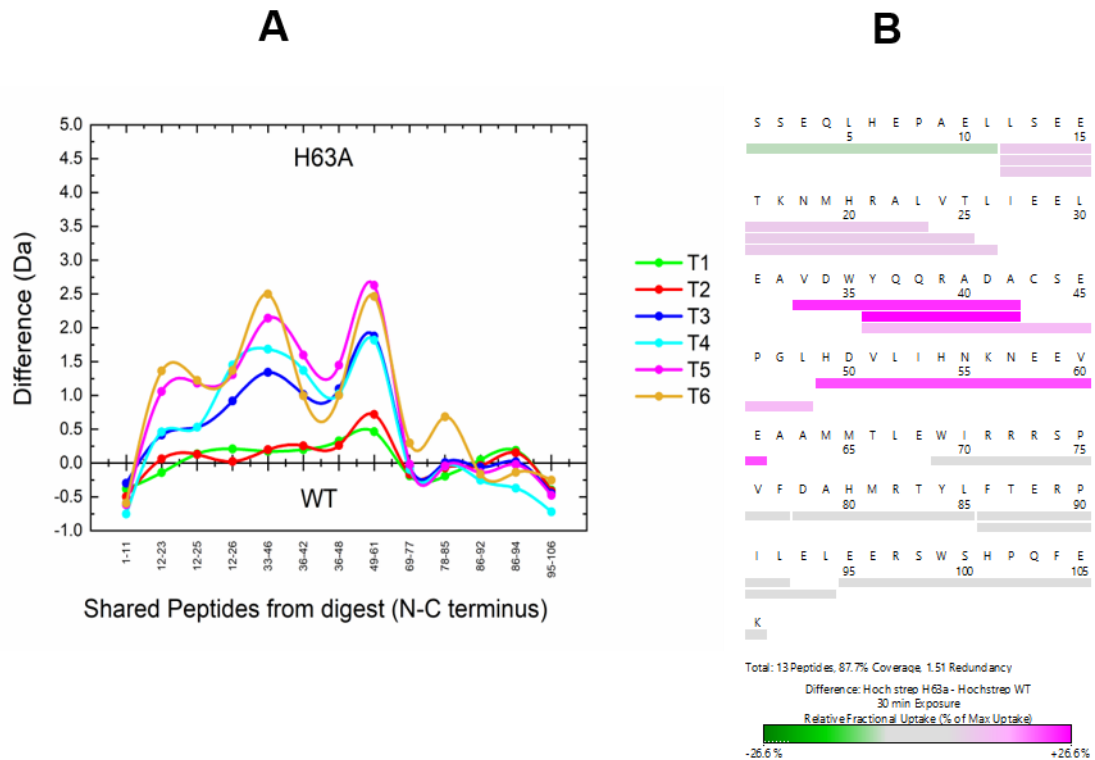 A
5.0
4.5
4.0
3.5
3.0
2.5
2.0
1.5
1.0
0.5
0.0
-0.5
-1.0
Difference (Da)
H63A
WT
1-11
12-23
12-25
12-26
33-46
36-42
36-48
49-61
69-77
78-85
86-92
86-94
95-106
Shared Peptides from digest (N-C terminus)
T1
T2
T3
T4
T5
T6
B
S S E Q L H E P A E L L S E E
5 10 15
T K N M H R A L V T L I E E L
20 25 30
E A V D W Y Q Q R A D A C S E
35 40 45
P G L H D V L I H N K N E E V
50 55 60
E A A M M T L E W I R R R S P
65 70 75
V F D A H M R T Y L F T E R P
80 85 90
I L E L E E R S W S H P Q F E
95 100 105
K
Total: 13 Peptides, 87.7% Coverage, 1.51 Redundancy
Difference: Hoch strep H63a - Hochstrep WT
30 min Exposure
Relative Fractional Uptake (% of Max Uptake)
-26.6% +26.6%